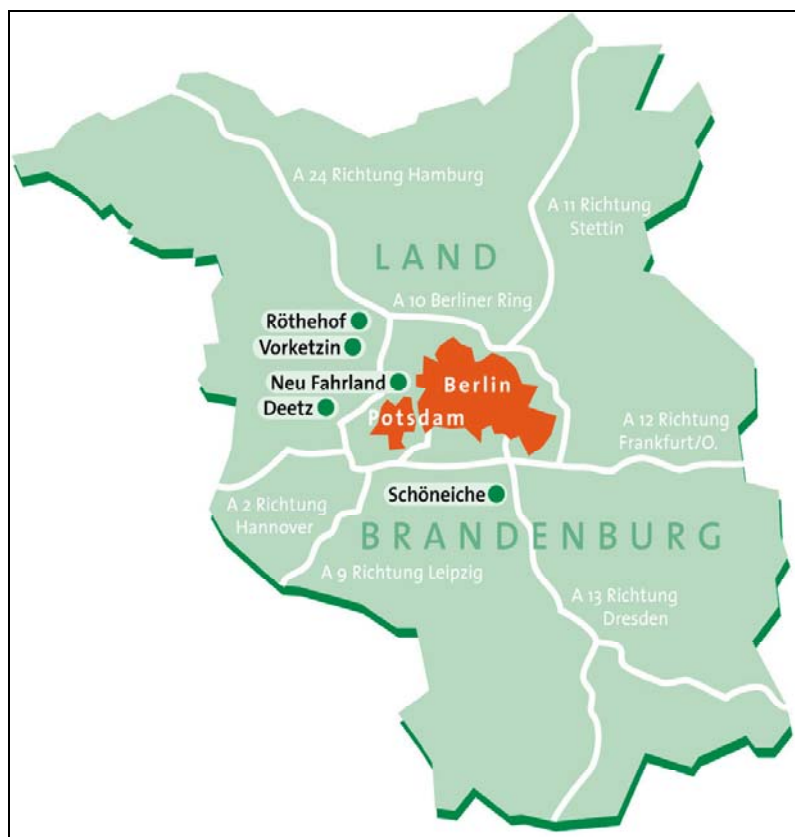 A 24 Richtung Hamburg
A 11 Richtung
Stettin
LAND
A 10 Berliner Ring
Röthehof
Vorketzin
Neu Fahrland
Berlin
Deetz
Potsdam
A 12 Richtung
Frankfurt/O.
Schöneiche
A 2 Richtung
Hannover
BRANDENBURG
A 9 Richtung Leipzig
A 13 Richtung
Dresden